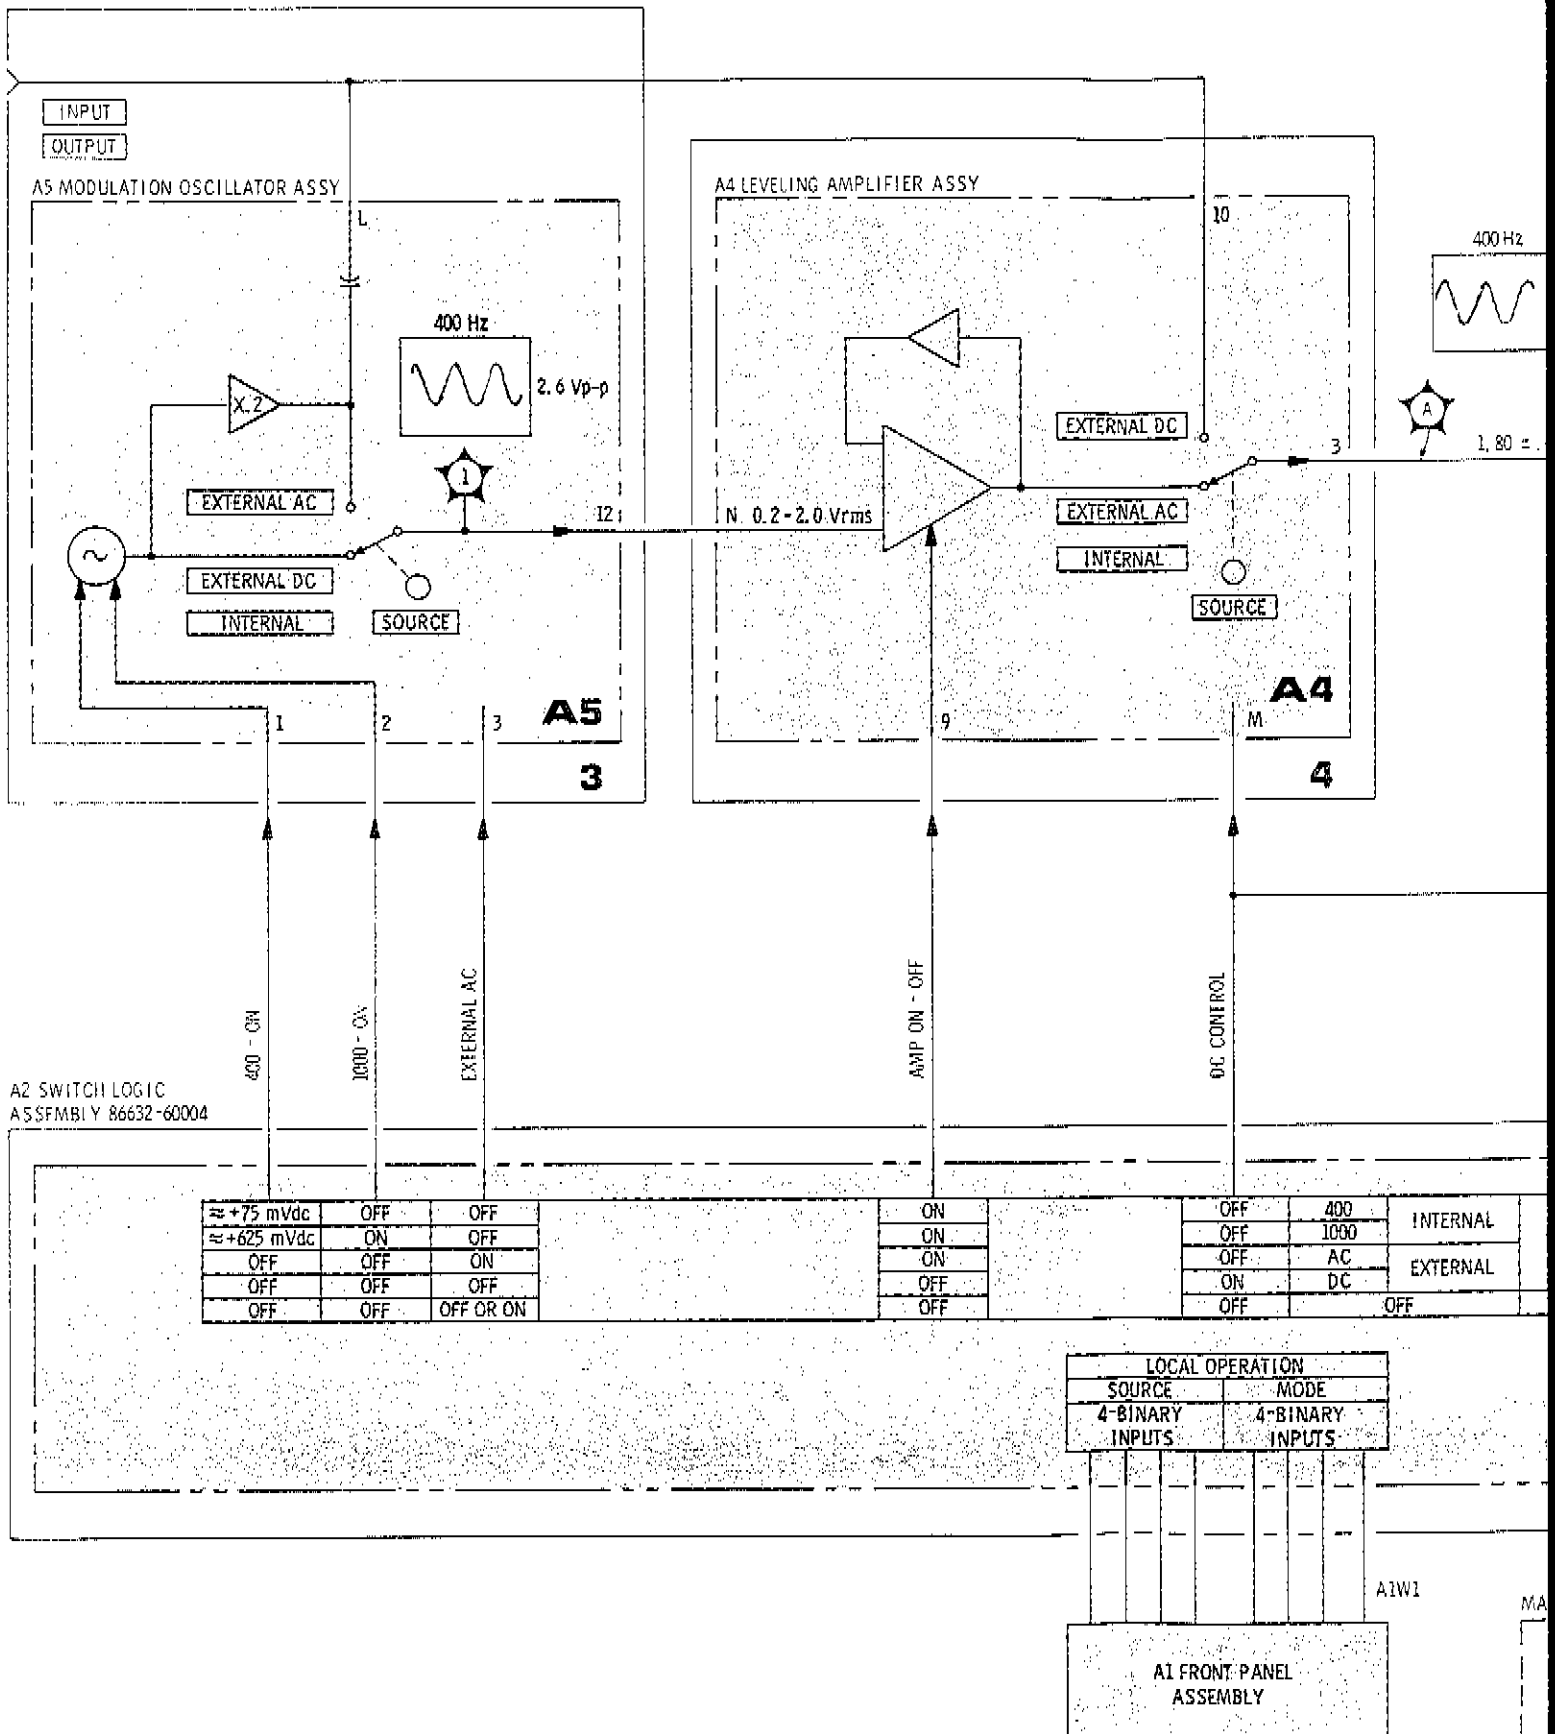 INPUT
OUTPUT
A5 MODULATION OSCILLATOR ASSY
L
400 Hz
2.6 Vp-p
X.2
1
EXTERNAL AC
12
EXTERNAL DC
INTERNAL
SOURCE
1
2
3
A5
3
A4 LEVELING AMPLIFIER ASSY
10
400 Hz
EXTERNAL DC
A
3
1.80 =
N 0.2-2.0 Vrms
EXTERNAL AC
INTERNAL
SOURCE
A4
9
M
4
400 - ON
1000 - ON
EXTERNAL AC
AMP ON - OFF
DC CONTROL
A2 SWITCH LOGIC
ASSEMBLY 86632-60004
≈ +75 mVdc OFF OFF ON OFF 400 INTERNAL
≈ +625 mVdc ON OFF ON OFF 1000
OFF OFF ON ON OFF AC EXTERNAL
OFF OFF OFF OFF ON DC
OFF OFF OFF OR ON OFF OFF OFF
LOCAL OPERATION
SOURCE MODE
4-BINARY INPUTS 4-BINARY INPUTS
A1W1
MA
A1 FRONT PANEL
ASSEMBLY